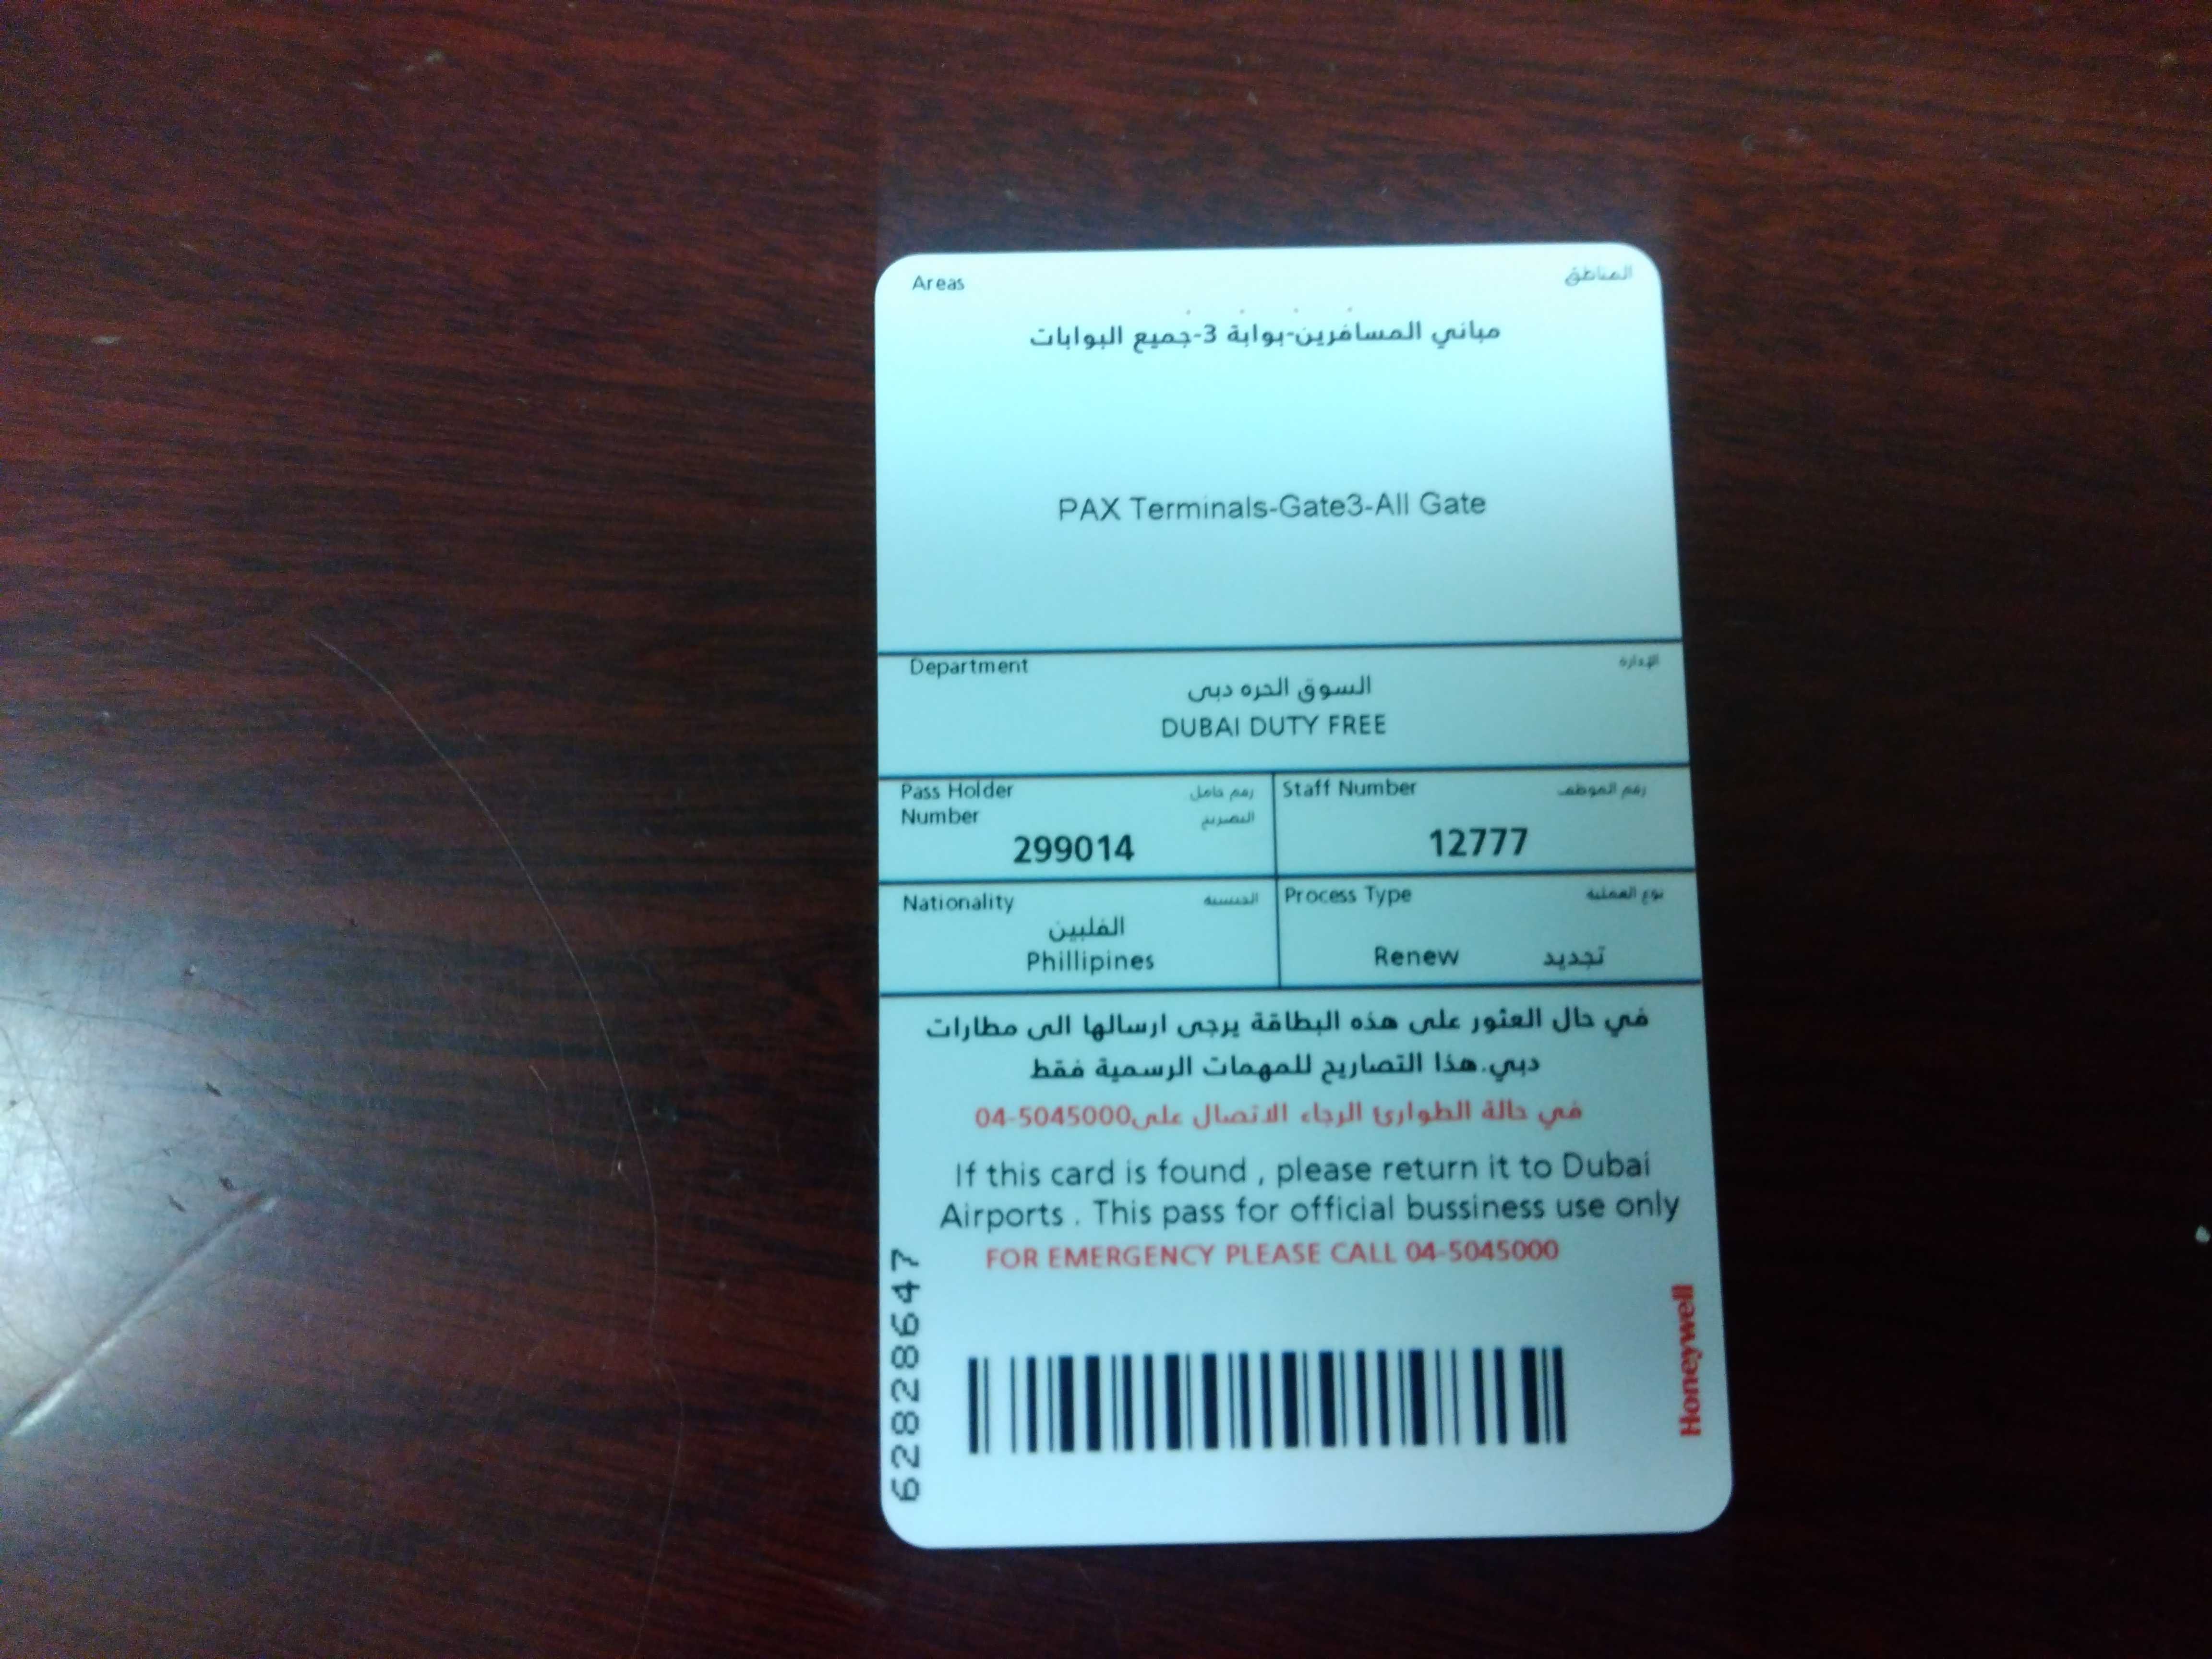 Areas المناطق
مباني المسافرين-بوابة 3-جميع البوابات
PAX Terminals-Gate3-All Gate
Department الإدارة
السوق الحره دبى
DUBAI DUTY FREE
Pass Holder رقم حامل
Number التصريح
299014
Staff Number رقم الموظف
12777
Nationality الجنسية
الفلبين
Phillipines
Process Type نوع العملية
Renew تجديد
في حال العثور على هذه البطاقة يرجى ارسالها الى مطارات
دبي.هذا التصاريح للمهمات الرسمية فقط
في حالة الطوارئ الرجاء الاتصال على04-5045000
If this card is found , please return it to Dubai
Airports . This pass for official bussiness use only
FOR EMERGENCY PLEASE CALL 04-5045000
62828647
Honeywell